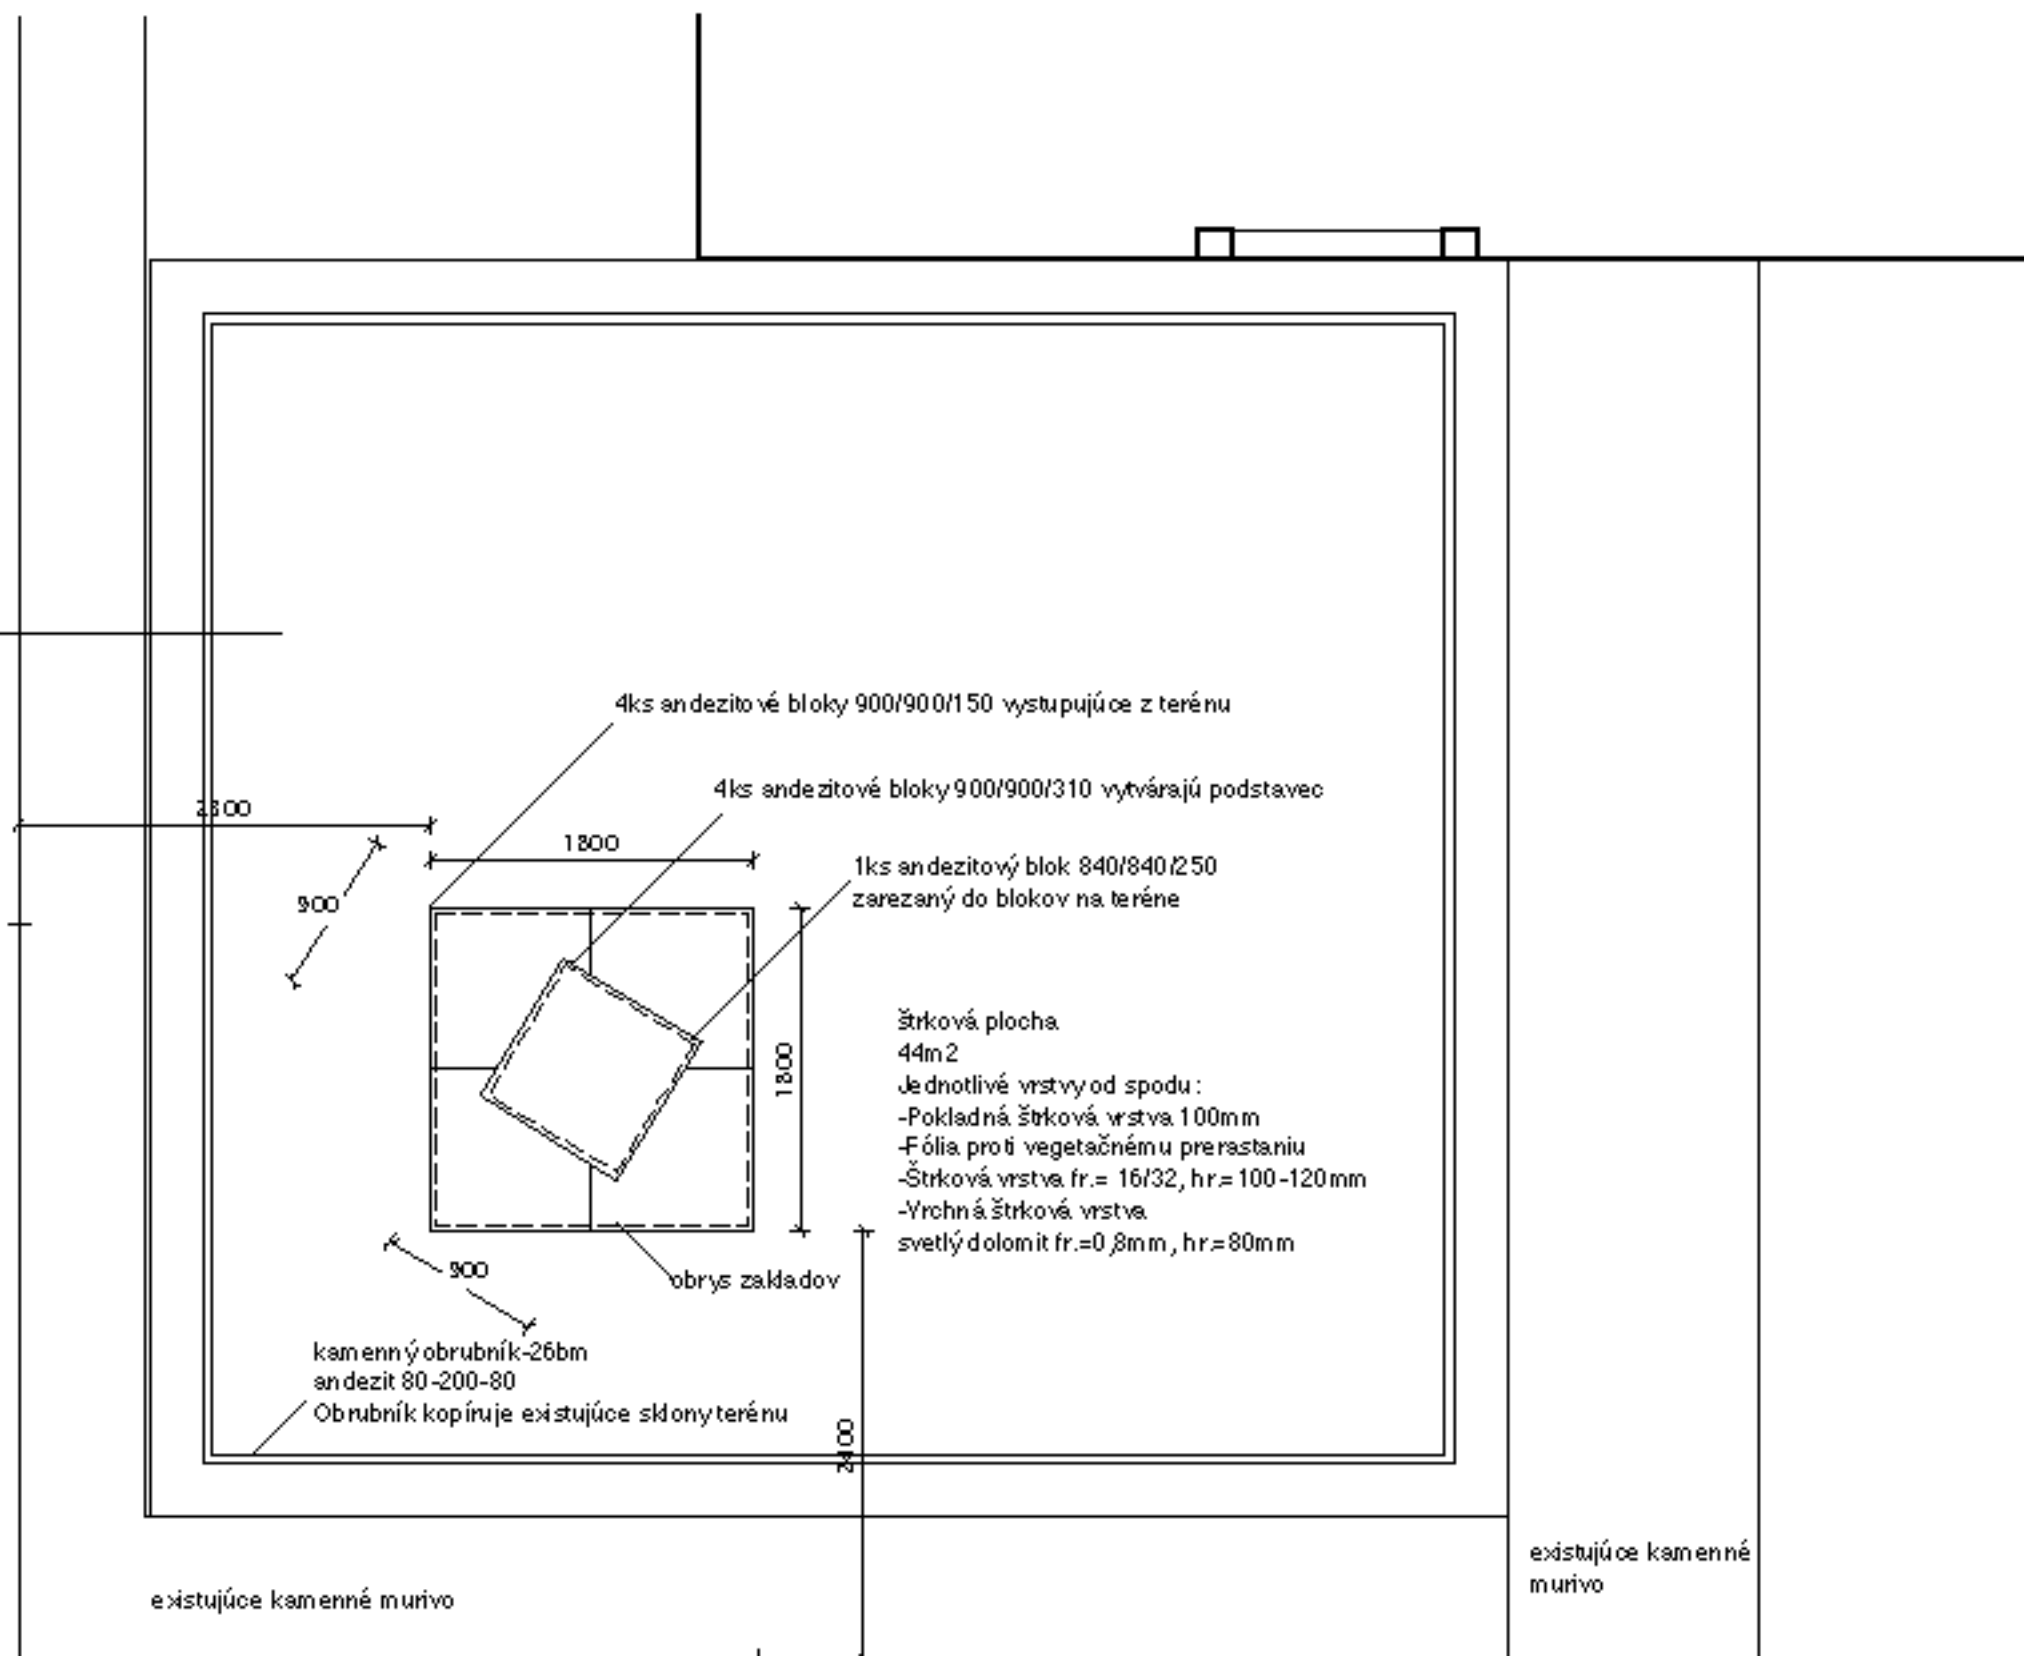 4ks andezitové bloky 900/900/150 vystupujúce z terénu
4ks andezitové bloky 900/900/310 vytvárajú podstavec
2300
1800
1ks andezitový blok 840/840/250
zarezaný do blokov na teréne
900
štrková plocha
44m2
Jednotlivé vrstvy od spodu:
-Pokladná štrková vrstva 100mm
-Fólia proti vegetačnému prerastaniu
-Štrková vrstva fr.= 16/32, hr.= 100-120mm
-Vrchná štrková vrstva
svetlý dolomit fr.=0,8mm, hr.=80mm
1800
900
obrys zakladov
kamenný obrubník-26bm
andezit 80-200-80
Obrubník kopíruje existujúce sklony terénu
2400
existujúce kamenné
murivo
existujúce kamenné murivo